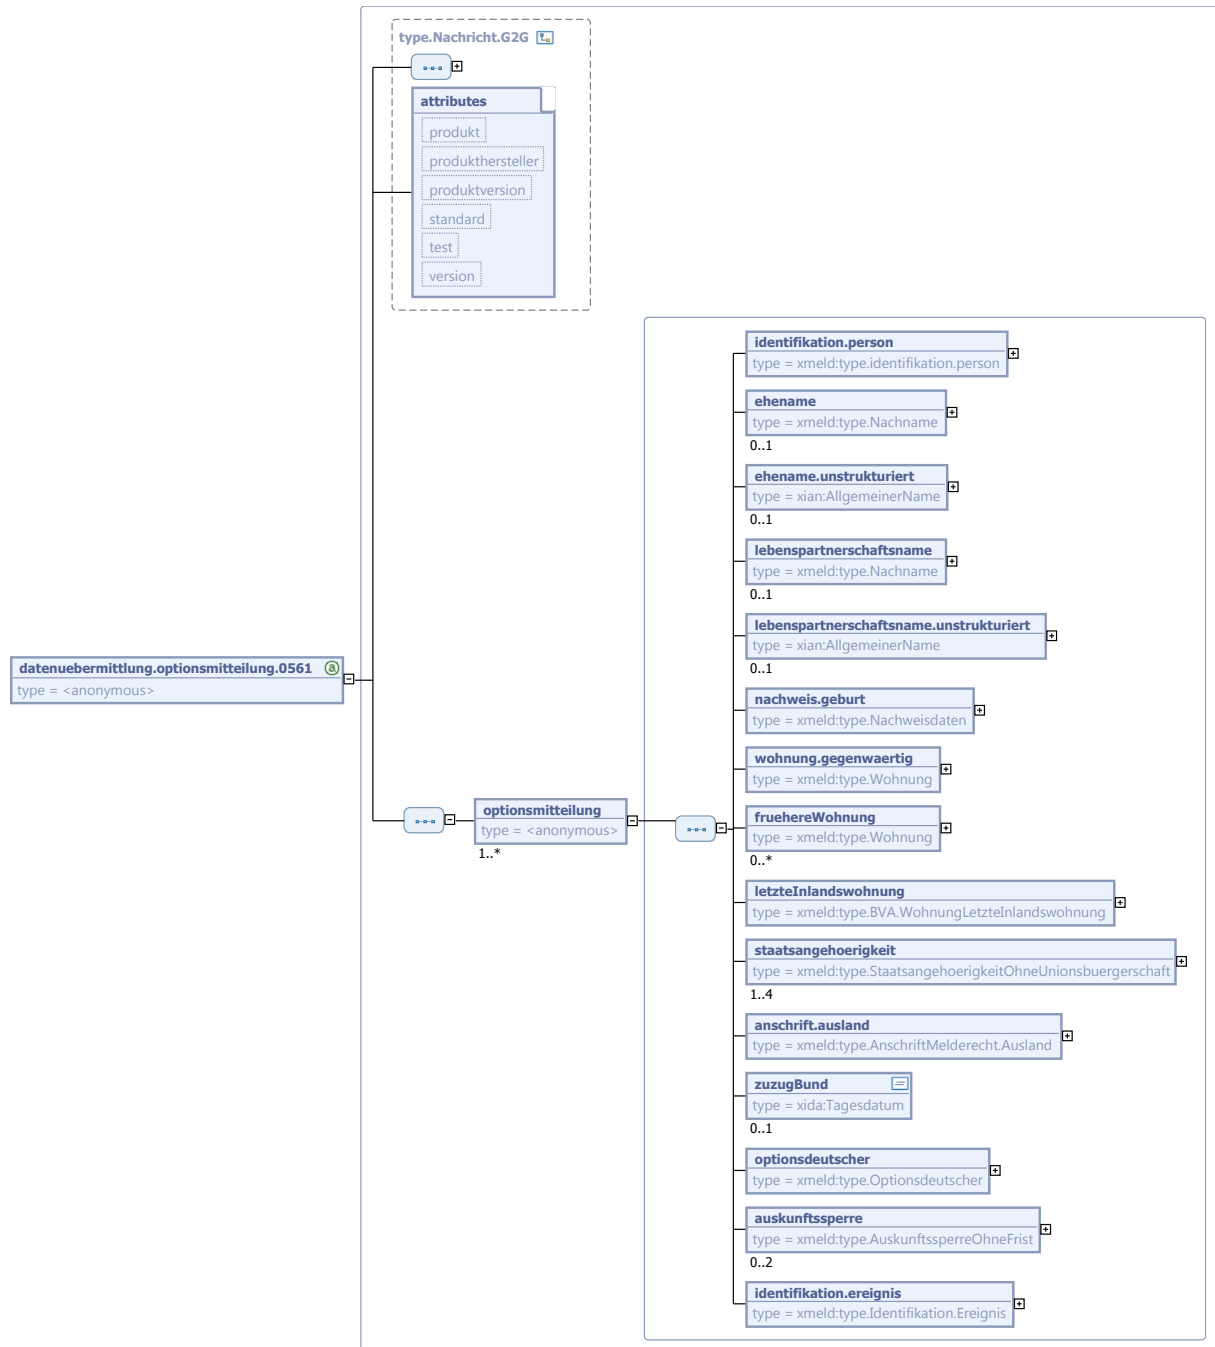 type.Nachricht.G2G
attributes
produkt
produkthersteller
produktversion
standard
test
version
datenuebermittlung.optionsmitteilung.0561
type = <anonymous>
optionsmitteilung
type = <anonymous>
1..*
identifikation.person
type = xmeld:type.identifikation.person
ehename
type = xmeld:type.Nachname
0..1
ehename.unstrukturiert
type = xian:AllgemeinerName
0..1
lebenspartnerschaftsname
type = xmeld:type.Nachname
0..1
lebenspartnerschaftsname.unstrukturiert
type = xian:AllgemeinerName
0..1
nachweis.geburt
type = xmeld:type.Nachweisdaten
wohnung.gegenwaertig
type = xmeld:type.Wohnung
fruehereWohnung
type = xmeld:type.Wohnung
0..*
letzteInlandswohnung
type = xmeld:type.BVA.WohnungLetzteInlandswohnung
staatsangehoerigkeit
type = xmeld:type.StaatsangehoerigkeitOhneUnionsbuergerschaft
1..4
anschrift.ausland
type = xmeld:type.AnschriftMelderecht.Ausland
zuzugBund
type = xida:Tagesdatum
0..1
optionsdeutscher
type = xmeld:type.Optionsdeutscher
auskunftssperre
type = xmeld:type.AuskunftssperreOhneFrist
0..2
identifikation.ereignis
type = xmeld:type.Identifikation.Ereignis